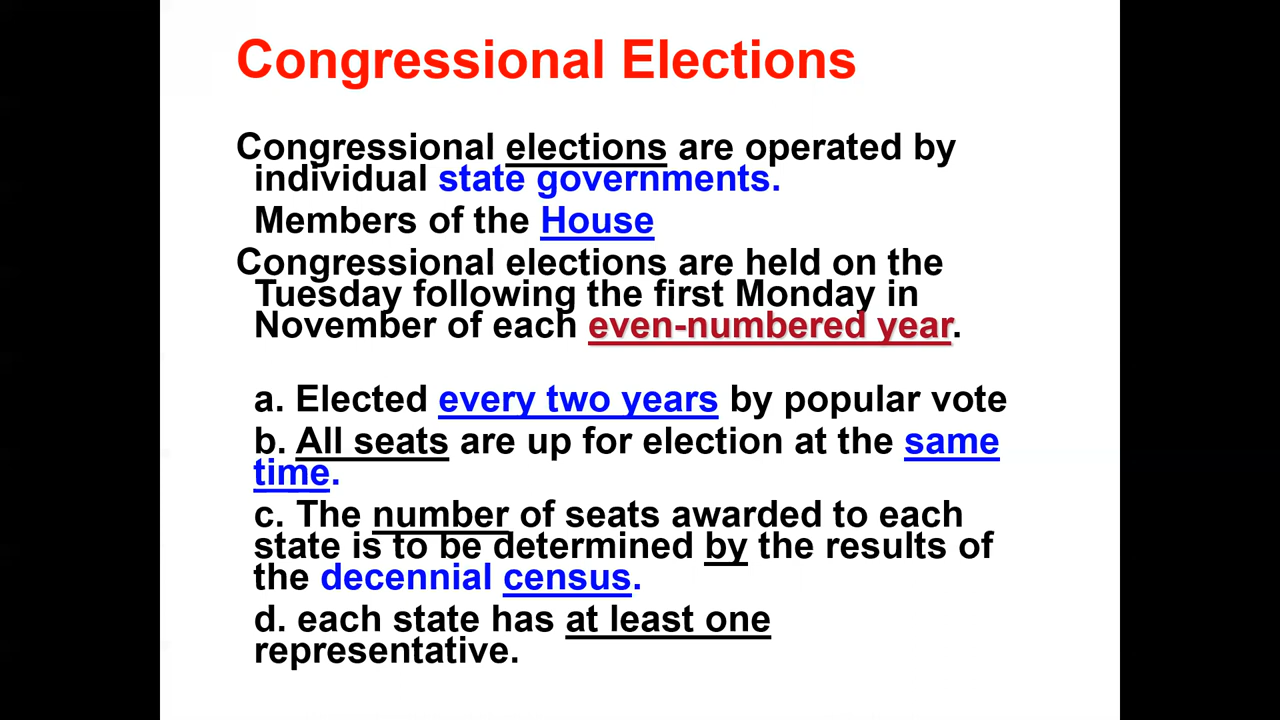 Congressional Elections
Congressional elections are operated by
individual state governments.
Members of the House
Congressional elections are held on the
Tuesday following the first Monday in
November of each even-numbered year.
a. Elected every two years by popular vote
b. All seats are up for election at the same
time.
c. The number of seats awarded to each
state is to be determined by the results of
the decennial census.
d. each state has at least one
representative.